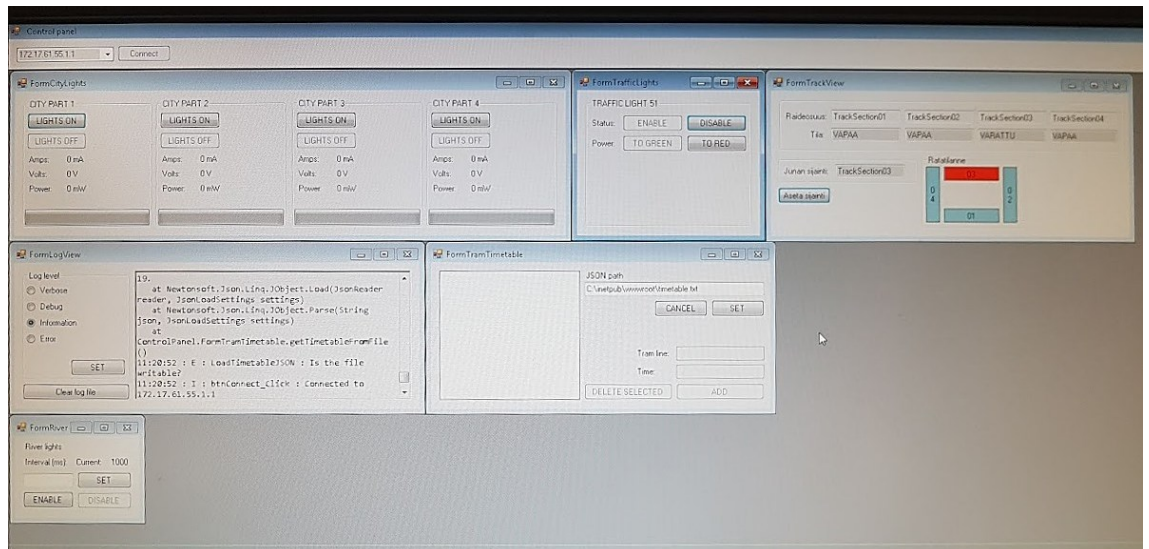 Control panel
172.17.61.55.1.1 Connect
FormCityLights
CITY PART 1 CITY PART 2 CITY PART 3 CITY PART 4
LIGHTS ON LIGHTS ON LIGHTS ON LIGHTS ON
LIGHTS OFF LIGHTS OFF LIGHTS OFF LIGHTS OFF
Amps: 0 mA Amps: 0 mA Amps: 0 mA Amps: 0 mA
Volts: 0 V Volts: 0 V Volts: 0 V Volts: 0 V
Power: 0 mW Power: 0 mW Power: 0 mW Power: 0 mW
FormTrafficLights
TRAFFIC LIGHT 51
Status: ENABLE DISABLE
Power: TO GREEN TO RED
FormTrackView
Raideosuus: TrackSection01 TrackSection02 TrackSection03 TrackSection04
Tila: VAPAA VAPAA VARATTU VAPAA
Junan sijainti: TrackSection03
Aseta sijainti
Ratatilanne
03
04
02
01
FormLogView
Log level
Verbose
Debug
Information
Error
SET
Clear log file
19.
at Newtonsoft.Json.Linq.JObject.Load(JsonReader
reader, JsonLoadSettings settings)
at Newtonsoft.Json.Linq.JObject.Parse(String
json, JsonLoadSettings settings)
at
ControlPanel.FormTramTimetable.getTimetableFromFile
()
11:20:52 : E : LoadTimetableJSON : Is the file
writable?
11:20:52 : I : btnConnect_Click : Connected to
172.17.61.55.1.1
FormTramTimetable
JSON path
C:\inetpub\wwwroot\timetable.txt
CANCEL SET
Tram line:
Time:
DELETE SELECTED ADD
FormRiver
River lights
Interval (ms) Current: 1000
SET
ENABLE DISABLE